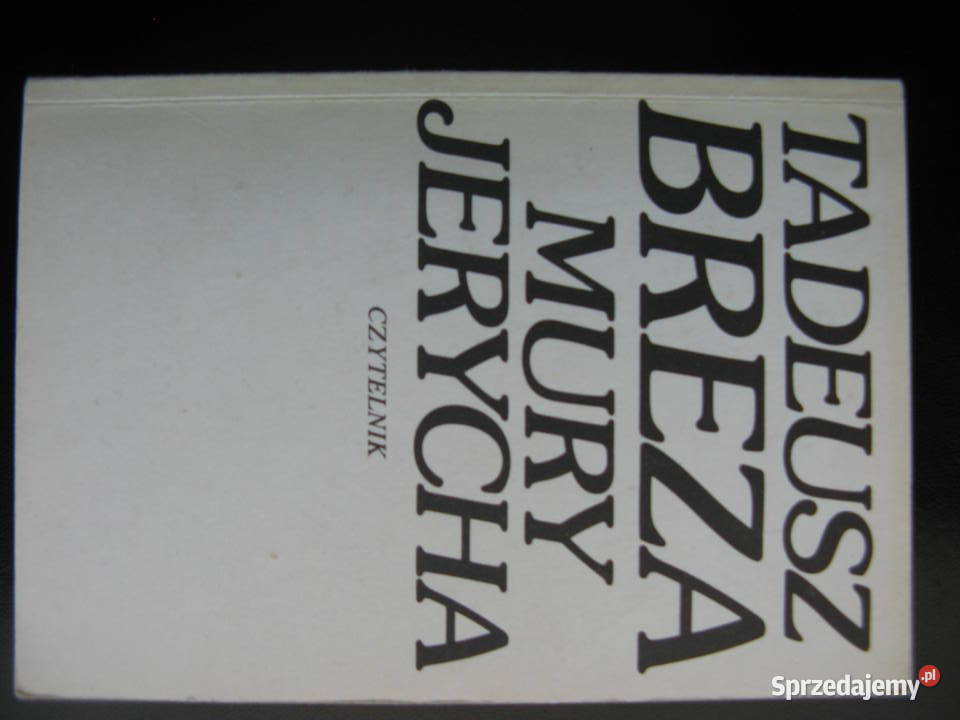 TADEUSZ
BREZA
MURY
JERYCHA
CZYTELNIK
Sprzedajemy.pl